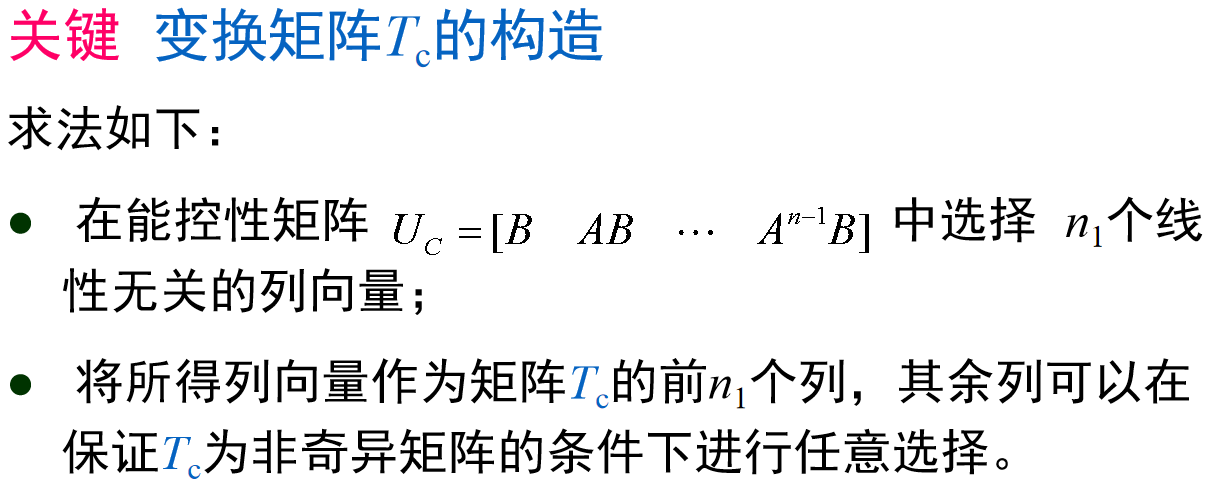 关键 变换矩阵Tc的构造
求法如下：
● 在能控性矩阵 U_C = [B AB ⋯ A^{n−1}B] 中选择 n₁个线
性无关的列向量；
● 将所得列向量作为矩阵Tc的前n₁个列，其余列可以在
保证Tc为非奇异矩阵的条件下进行任意选择。